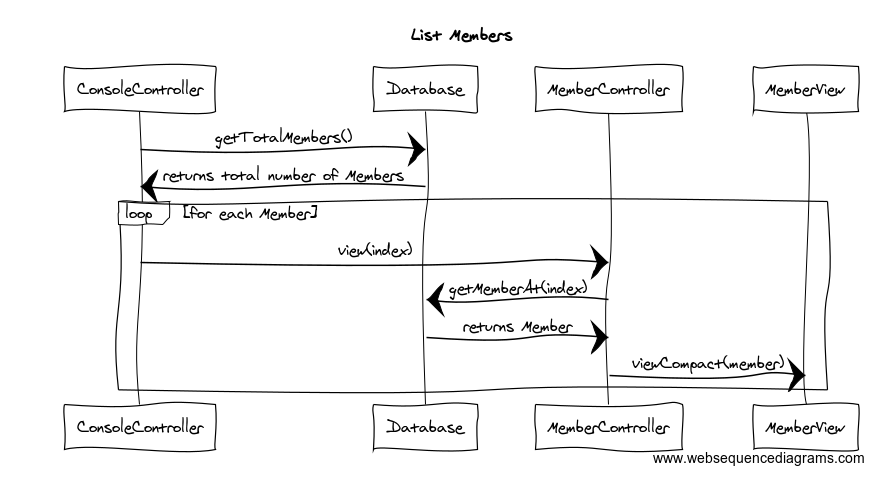 List Members
ConsoleController
Database
MemberController
MemberView
getTotalMembers()
returns total number of Members
loop
[for each Member]
view(index)
getMemberAt(index)
returns Member
viewCompact(member)
ConsoleController
Database
MemberController
MemberView
www.websequencediagrams.com